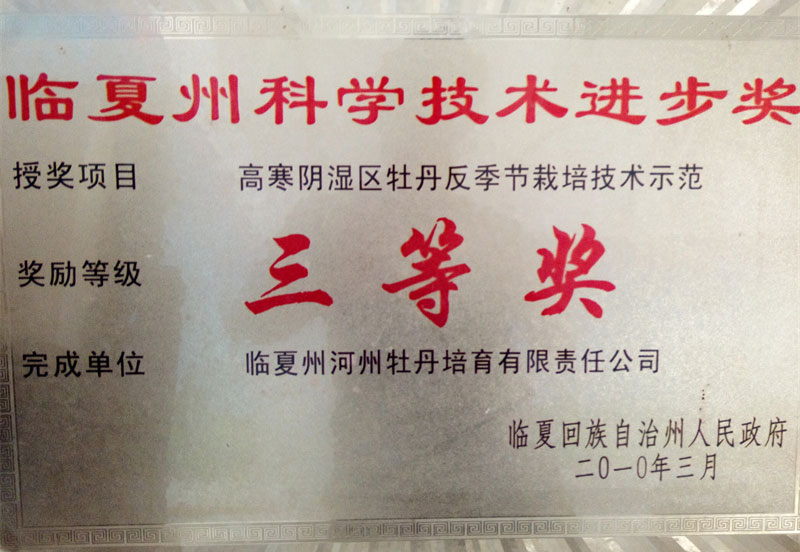 临夏州科学技术进步奖
授奖项目 高寒阴湿区牡丹反季节栽培技术示范
奖励等级 三等奖
完成单位 临夏州河州牡丹培育有限责任公司
临夏回族自治州人民政府
二〇一〇年三月